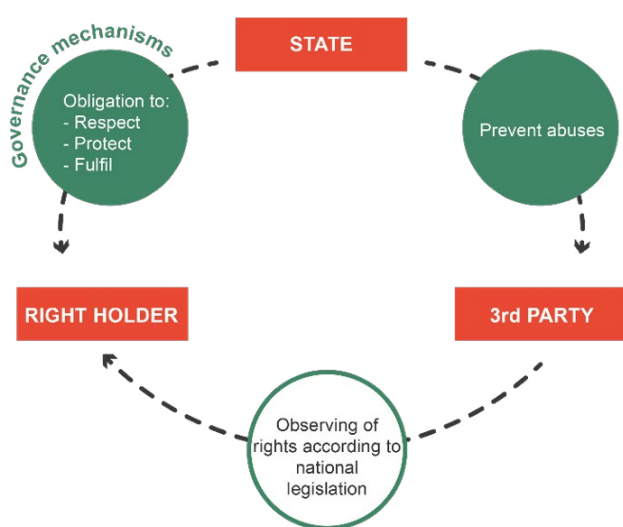 Governance mechanisms
STATE
Obligation to:
- Respect
- Protect
- Fulfil
Prevent abuses
RIGHT HOLDER
3rd PARTY
Observing of
rights according to
national
legislation